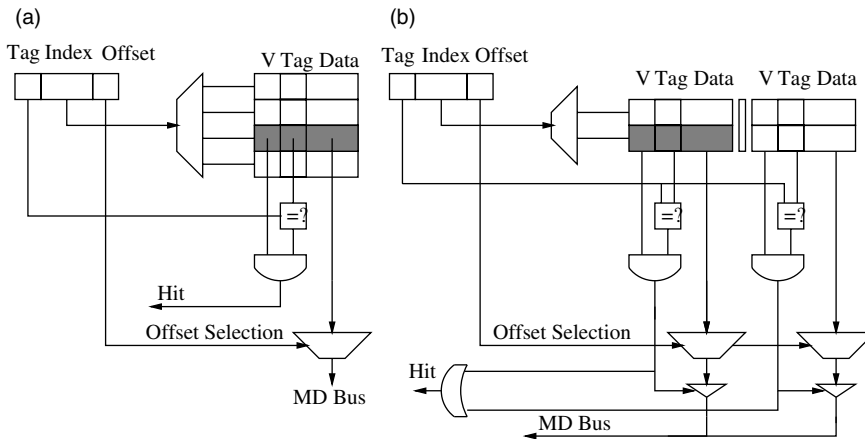 (a)
Tag Index Offset
V Tag Data
=?
Hit
Offset Selection
MD Bus
(b)
Tag Index Offset
V Tag Data
V Tag Data
=?
=?
Offset Selection
Hit
MD Bus